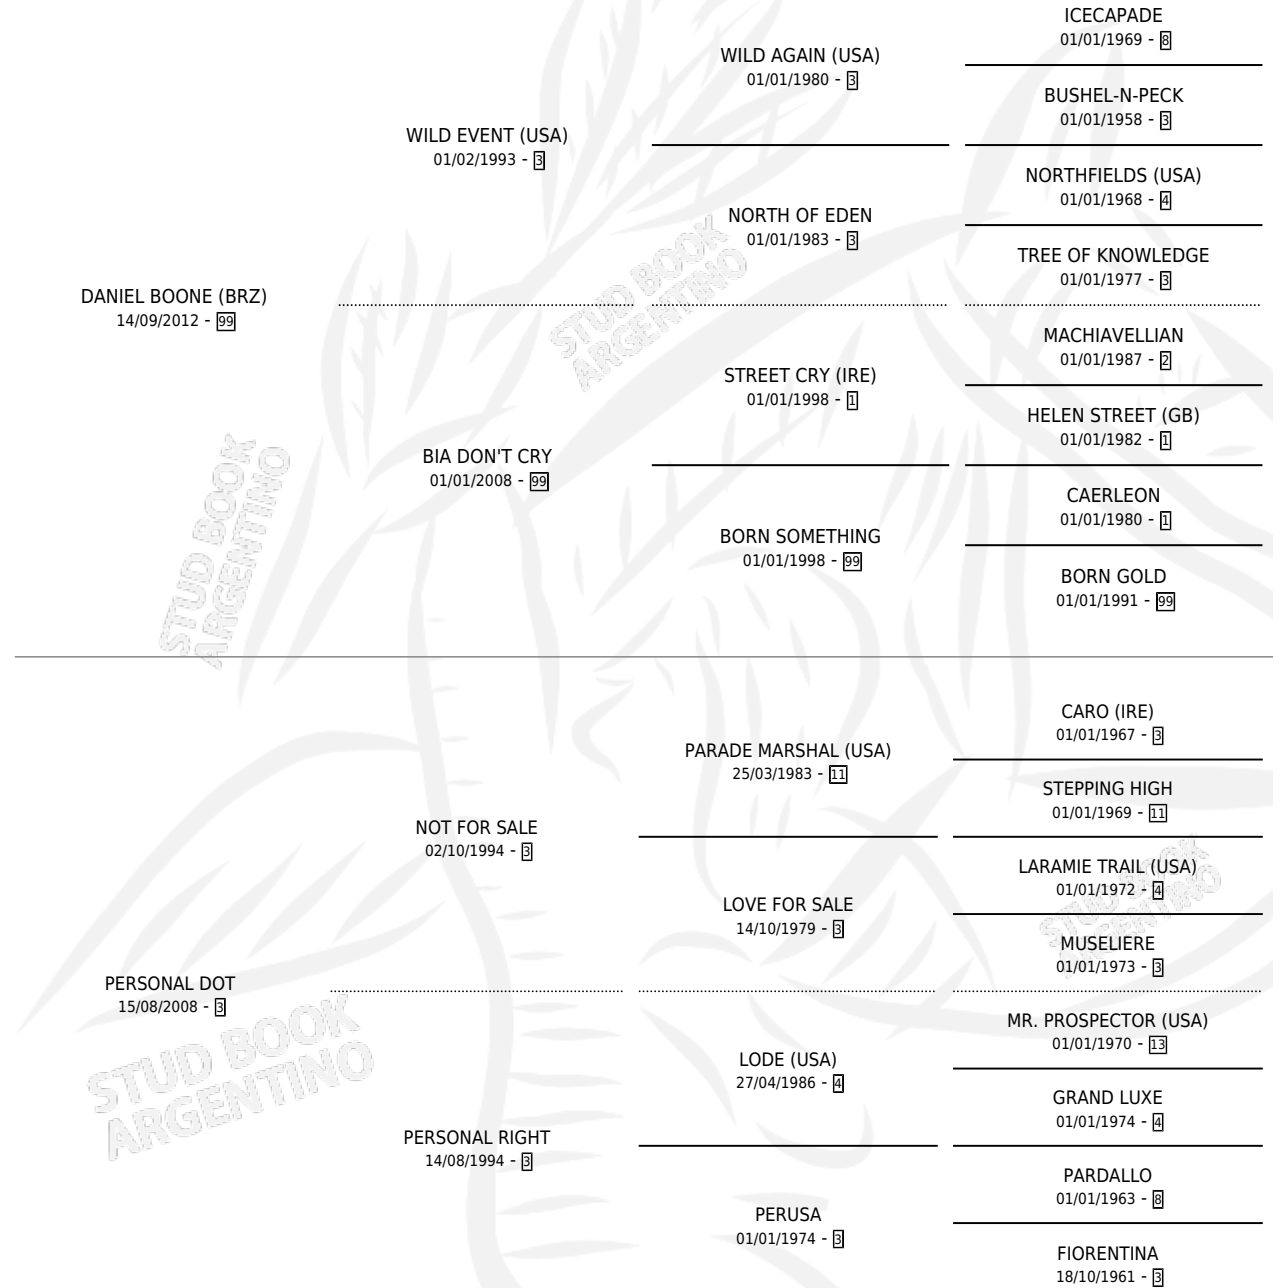 ICECAPADE
01/01/1969 - 8
WILD AGAIN (USA)
01/01/1980 - 3
BUSHEL-N-PECK
01/01/1958 - 3
WILD EVENT (USA)
01/02/1993 - 3
NORTHFIELDS (USA)
01/01/1968 - 4
NORTH OF EDEN
01/01/1983 - 3
TREE OF KNOWLEDGE
01/01/1977 - 3
DANIEL BOONE (BRZ)
14/09/2012 - 99
STUD BOOK
ARGENTINO
MACHIAVELLIAN
01/01/1987 - 2
STREET CRY (IRE)
01/01/1998 - 1
HELEN STREET (GB)
01/01/1982 - 1
BIA DON'T CRY
01/01/2008 - 99
CAERLEON
01/01/1980 - 1
BORN SOMETHING
01/01/1998 - 99
BORN GOLD
01/01/1991 - 99
STUD BOOK
ARGENTINO
CARO (IRE)
01/01/1967 - 3
PARADE MARSHAL (USA)
25/03/1983 - 11
STEPPING HIGH
01/01/1969 - 11
NOT FOR SALE
02/10/1994 - 3
LARAMIE TRAIL (USA)
01/01/1972 - 4
LOVE FOR SALE
14/10/1979 - 3
MUSELIERE
01/01/1973 - 3
STUD BOOK
ARGENTINO
PERSONAL DOT
15/08/2008 - 3
MR. PROSPECTOR (USA)
01/01/1970 - 13
LODE (USA)
27/04/1986 - 4
GRAND LUXE
01/01/1974 - 4
PERSONAL RIGHT
14/08/1994 - 3
PARDALLO
01/01/1963 - 8
PERUSA
01/01/1974 - 3
FIORENTINA
18/10/1961 - 3
STUD BOOK
ARGENTINO